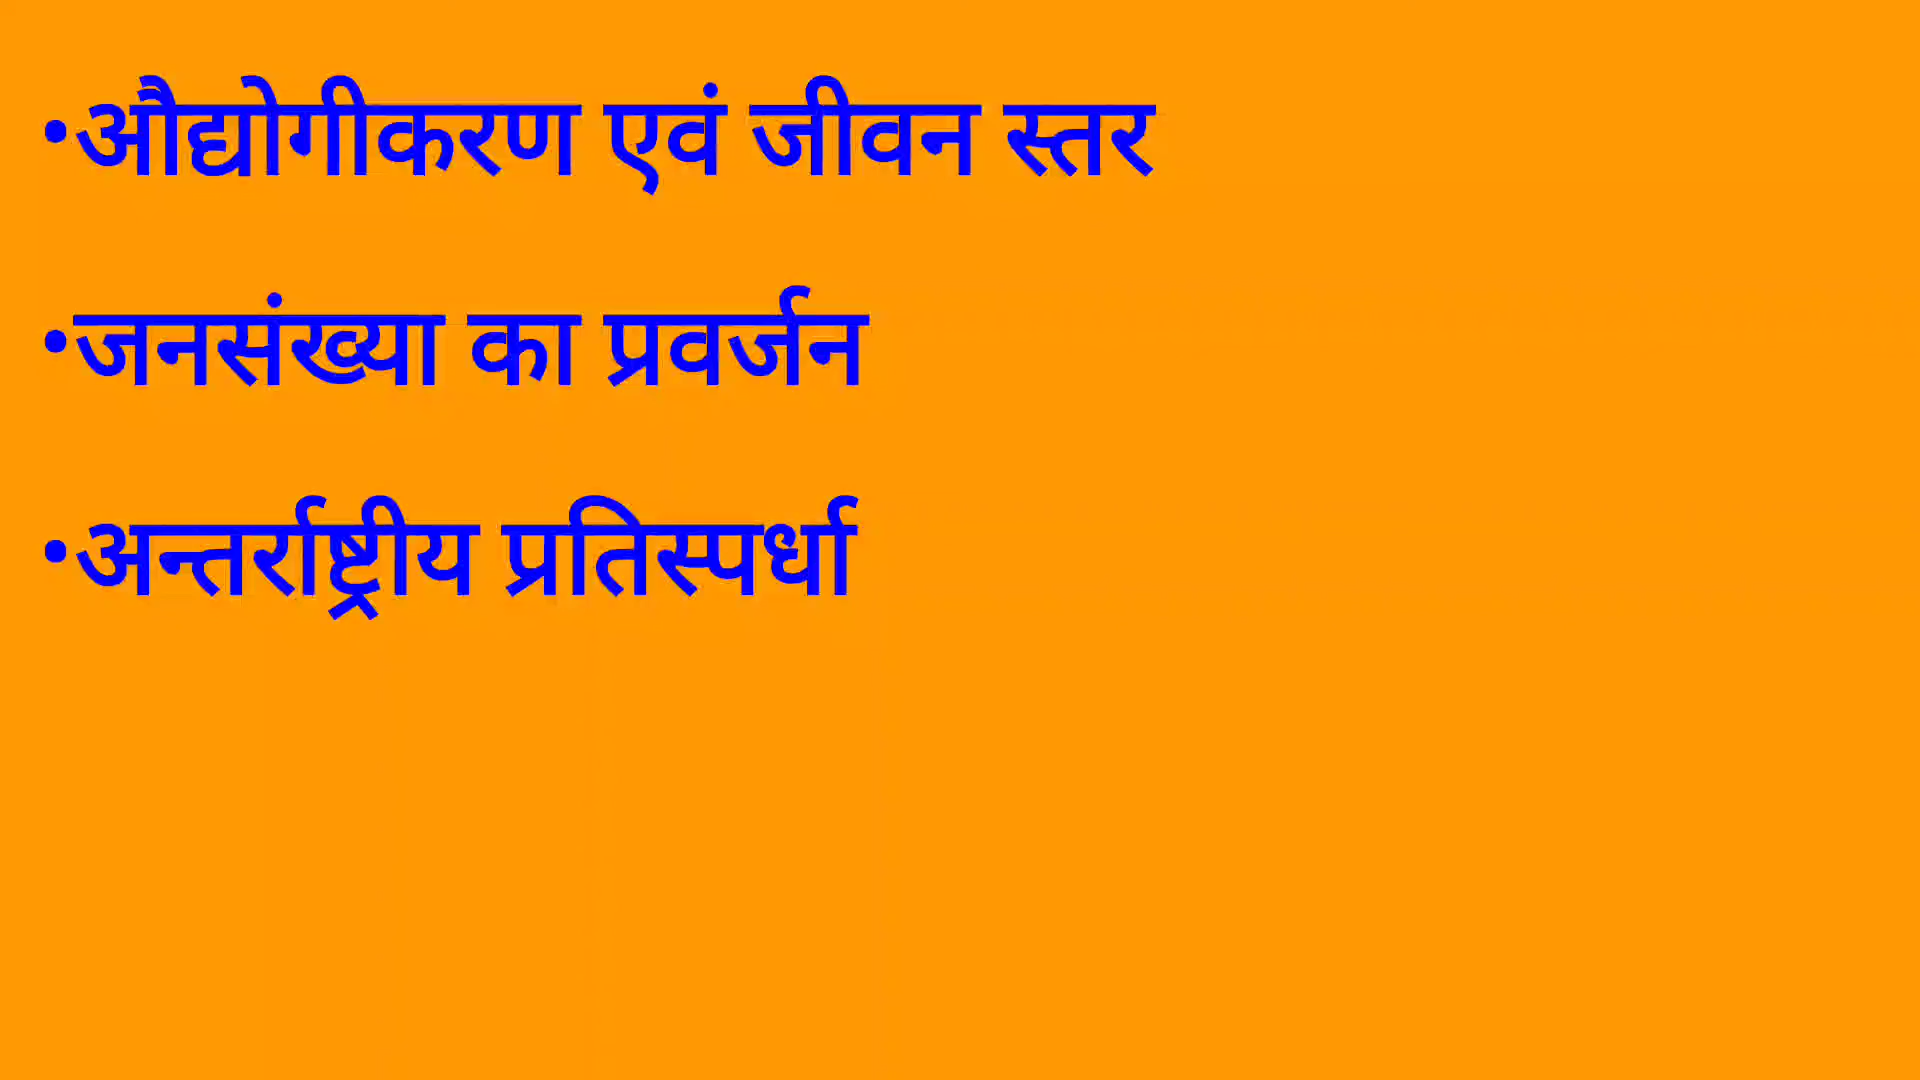 •औद्योगीकरण एवं जीवन स्तर
•जनसंख्या का प्रवर्जन
•अन्तर्राष्ट्रीय प्रतिस्पर्धा